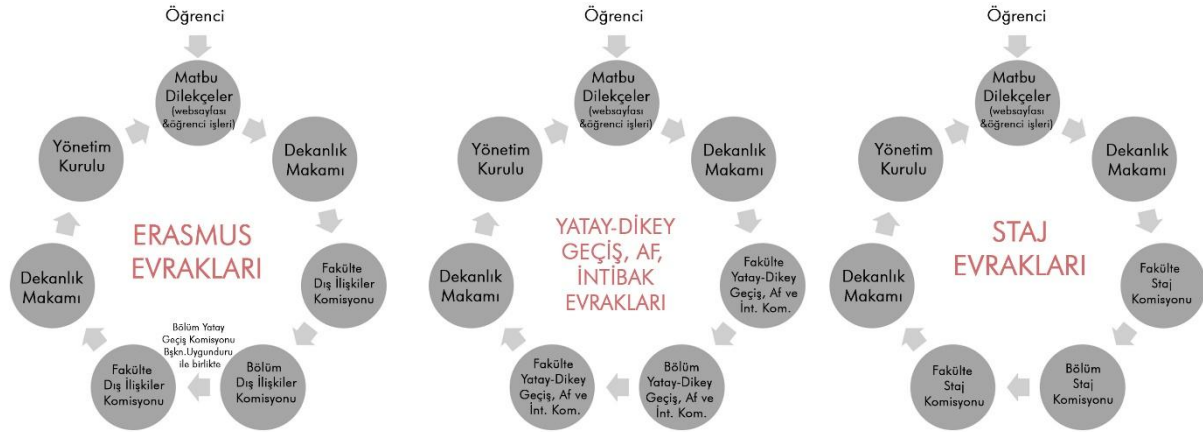 Öğrenci
Matbu
Dilekçeler
(websayfası
&öğrenci işleri)
Dekanlık
Makamı
Fakülte
Dış İlişkiler
Komisyonu
Bölüm
Dış İlişkiler
Komisyonu
Bölüm Yatay
Geçiş Komisyonu
Bşkn.Uygunduru
ile birlikte
Fakülte
Dış İlişkiler
Komisyonu
Dekanlık
Makamı
Yönetim
Kurulu
ERASMUS
EVRAKLARI
Öğrenci
Matbu
Dilekçeler
(websayfası
&öğrenci işleri)
Dekanlık
Makamı
Fakülte
Yatay-Dikey
Geçiş, Af ve
İnt. Kom.
Bölüm
Yatay-Dikey
Geçiş, Af ve
İnt. Kom.
Fakülte
Yatay-Dikey
Geçiş, Af ve
İnt. Kom.
Dekanlık
Makamı
Yönetim
Kurulu
YATAY-DİKEY
GEÇİŞ, AF,
İNTİBAK
EVRAKLARI
Öğrenci
Matbu
Dilekçeler
(websayfası
&öğrenci işleri)
Dekanlık
Makamı
Fakülte
Staj
Komisyonu
Bölüm
Staj
Komisyonu
Fakülte
Staj
Komisyonu
Dekanlık
Makamı
Yönetim
Kurulu
STAJ
EVRAKLARI